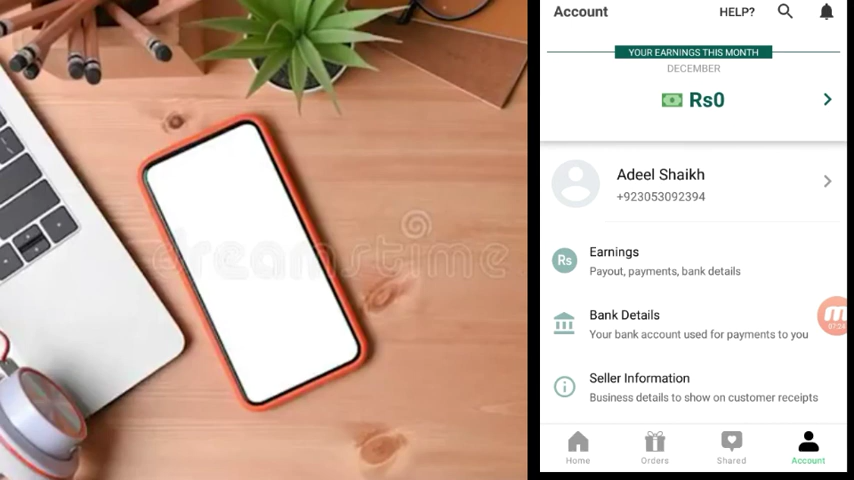 dreamstime
Account
HELP?
YOUR EARNINGS THIS MONTH
DECEMBER
Rs0
Adeel Shaikh
+923053092394
Rs
Earnings
Payout, payments, bank details
Bank Details
Your bank account used for payments to you
07:24
Seller Information
Business details to show on customer receipts
Home
Orders
Shared
Account